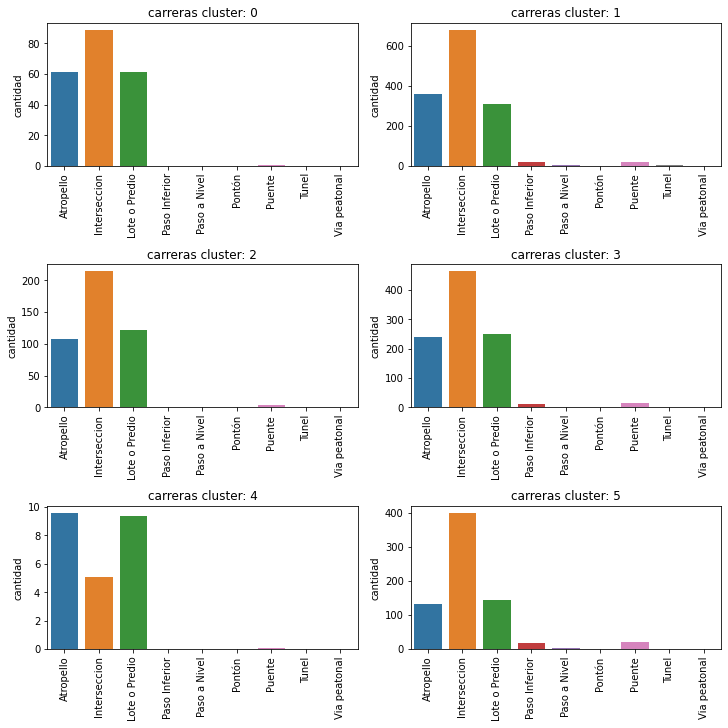 carreras cluster: 0
cantidad
80
60
40
20
0
Atropello
Interseccion
Lote o Predio
Paso Inferior
Paso a Nivel
Pontón
Puente
Tunel
Via peatonal
carreras cluster: 1
cantidad
600
400
200
0
Atropello
Interseccion
Lote o Predio
Paso Inferior
Paso a Nivel
Pontón
Puente
Tunel
Via peatonal
carreras cluster: 2
cantidad
200
150
100
50
0
Atropello
Interseccion
Lote o Predio
Paso Inferior
Paso a Nivel
Pontón
Puente
Tunel
Via peatonal
carreras cluster: 3
cantidad
400
300
200
100
0
Atropello
Interseccion
Lote o Predio
Paso Inferior
Paso a Nivel
Pontón
Puente
Tunel
Via peatonal
carreras cluster: 4
cantidad
10
8
6
4
2
0
Atropello
Interseccion
Lote o Predio
Paso Inferior
Paso a Nivel
Pontón
Puente
Tunel
Via peatonal
carreras cluster: 5
cantidad
400
300
200
100
0
Atropello
Interseccion
Lote o Predio
Paso Inferior
Paso a Nivel
Pontón
Puente
Tunel
Via peatonal